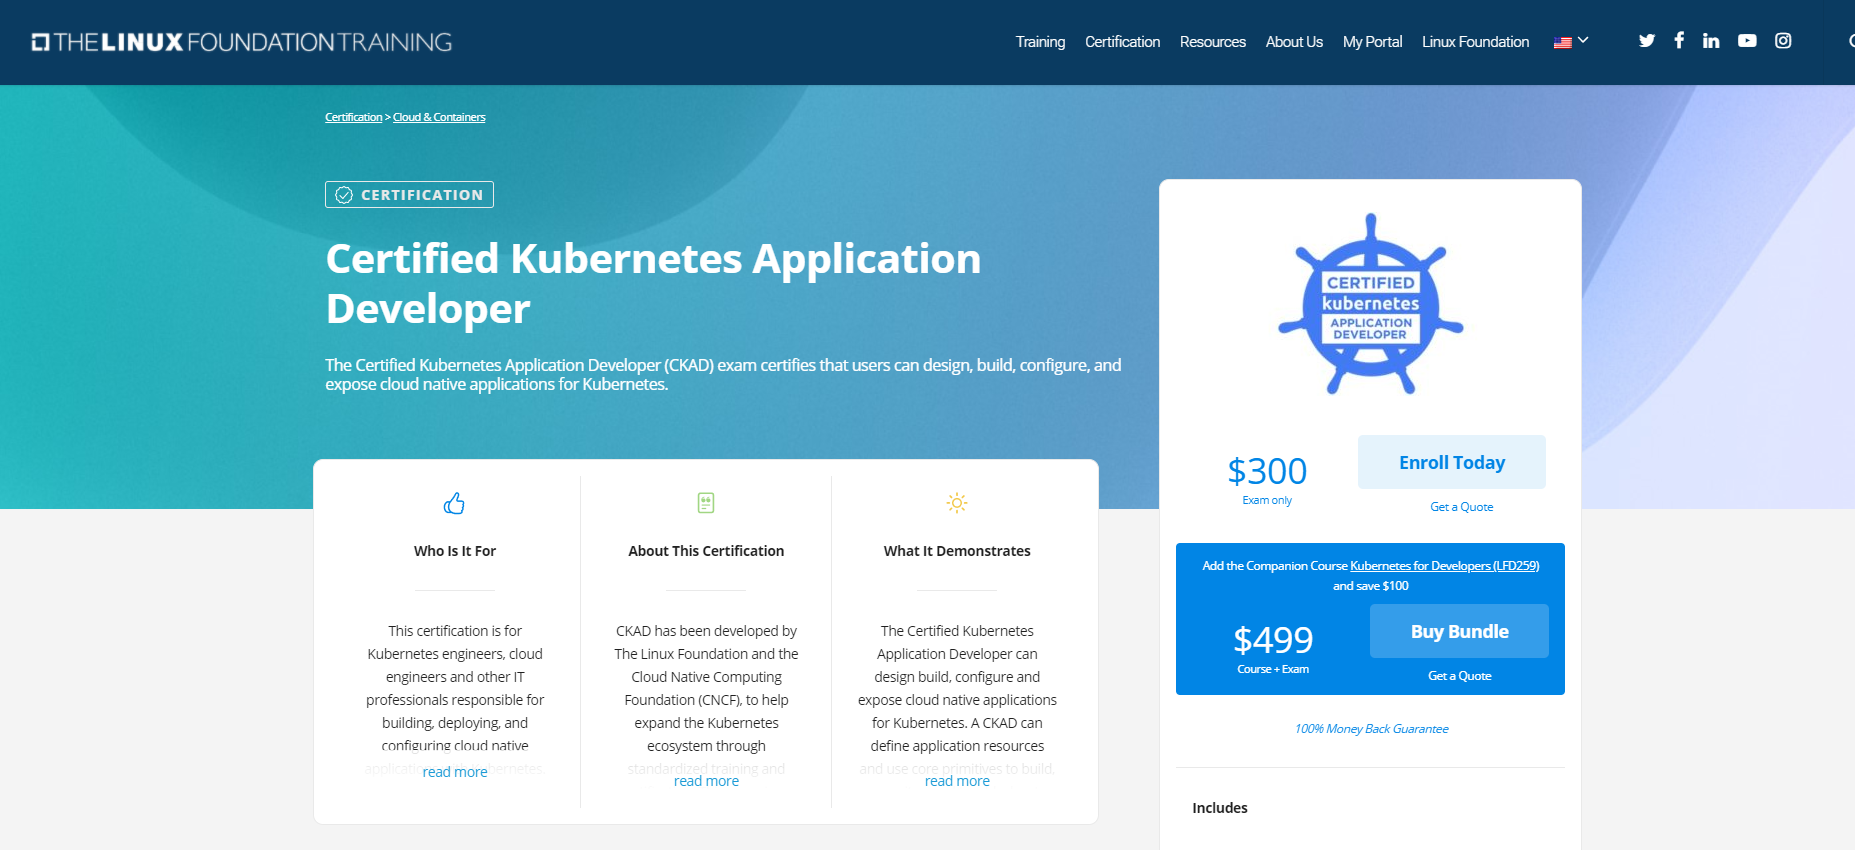 THE LINUX FOUNDATION TRAINING
Training Certification Resources About Us My Portal Linux Foundation
Certification > Cloud & Containers
CERTIFICATION
Certified Kubernetes Application
Developer
The Certified Kubernetes Application Developer (CKAD) exam certifies that users can design, build, configure, and
expose cloud native applications for Kubernetes.
Who Is It For
This certification is for
Kubernetes engineers, cloud
engineers and other IT
professionals responsible for
building, deploying, and
configuring cloud native
applications with Kubernetes
read more
About This Certification
CKAD has been developed by
The Linux Foundation and the
Cloud Native Computing
Foundation (CNCF), to help
expand the Kubernetes
ecosystem through
standardized training and
read more
What It Demonstrates
The Certified Kubernetes
Application Developer can
design build, configure and
expose cloud native applications
for Kubernetes. A CKAD can
define application resources
and use core primitives to build,
read more
CERTIFIED
kubernetes
APPLICATION
DEVELOPER
$300
Exam only
Enroll Today
Get a Quote
Add the Companion Course Kubernetes for Developers (LFD259)
and save $100
$499
Course + Exam
Buy Bundle
Get a Quote
100% Money Back Guarantee
Includes